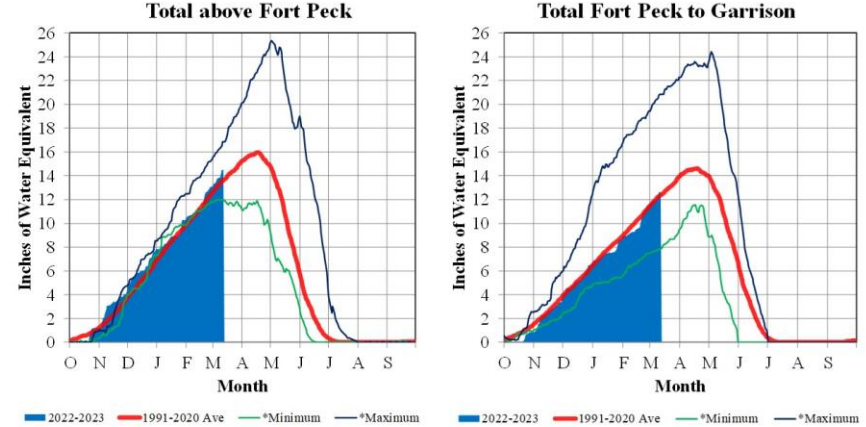 Total above Fort Peck
26
24
22
20
18
16
14
12
10
8
6
4
2
0
Inches of Water Equivalent
O N D J F M A M J J A S
Month
2022-2023 1991-2020 Ave *Minimum *Maximum
Total Fort Peck to Garrison
26
24
22
20
18
16
14
12
10
8
6
4
2
0
Inches of Water Equivalent
O N D J F M A M J J A S
Month
2022-2023 1991-2020 Ave *Minimum *Maximum